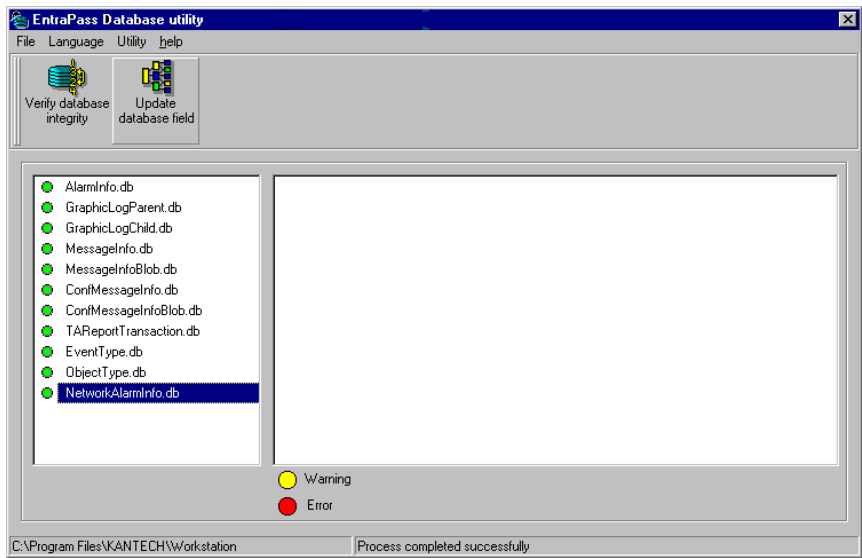 EntraPass Database utility
File Language Utility help
Verify database integrity
Update database field
AlarmInfo.db
GraphicLogParent.db
GraphicLogChild.db
MessageInfo.db
MessageInfoBlob.db
ConfMessageInfo.db
ConfMessageInfoBlob.db
TAReportTransaction.db
EventType.db
ObjectType.db
NetworkAlarmInfo.db
Warning
Error
C:\Program Files\KANTECH\Workstation
Process completed successfully